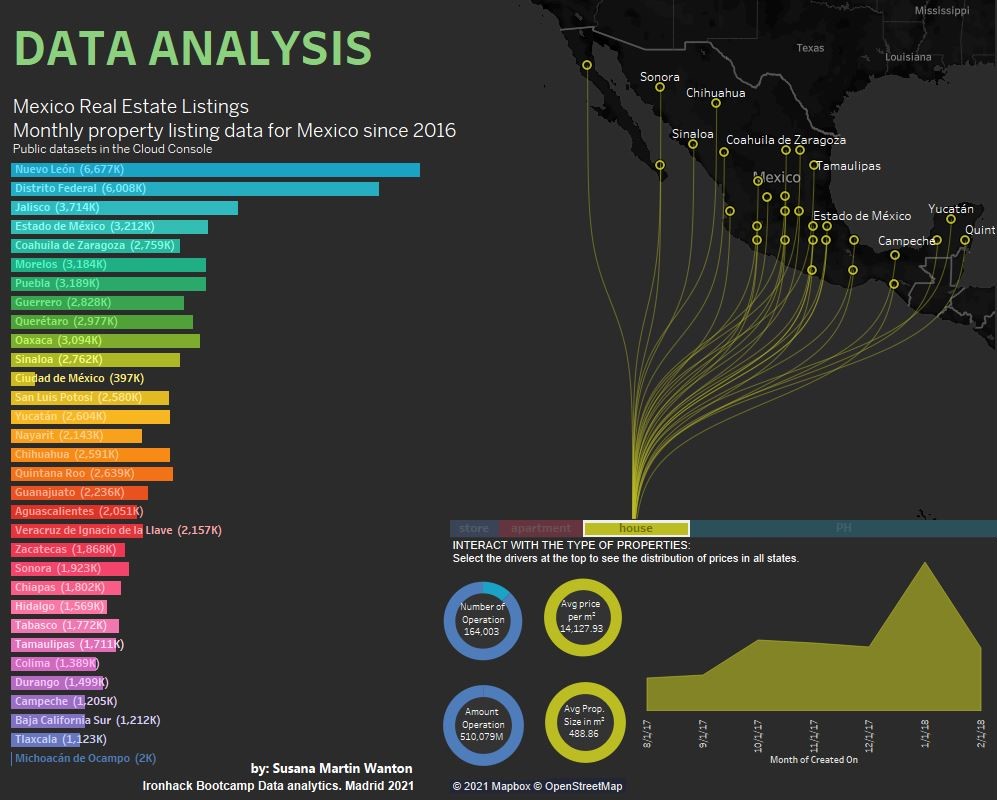 DATA ANALYSIS
Mexico Real Estate Listings
Monthly property listing data for Mexico since 2016
Public datasets in the Cloud Console
Nuevo León (6,677K)
Distrito Federal (6,008K)
Jalisco (3,714K)
Estado de México (3,212K)
Coahuila de Zaragoza (2,759K)
Morelos (3,184K)
Puebla (3,189K)
Guerrero (2,828K)
Querétaro (2,977K)
Oaxaca (3,094K)
Sinaloa (2,762K)
Ciudad de México (397K)
San Luis Potosí (2,580K)
Yucatán (2,604K)
Nayarit (2,143K)
Chihuahua (2,591K)
Quintana Roo (2,639K)
Guanajuato (2,236K)
Aguascalientes (2,051K)
Veracruz de Ignacio de la Llave (2,157K)
Zacatecas (1,868K)
Sonora (1,923K)
Chiapas (1,802K)
Hidalgo (1,569K)
Tabasco (1,772K)
Tamaulipas (1,711K)
Colima (1,389K)
Durango (1,499K)
Campeche (1,205K)
Baja California Sur (1,212K)
Tlaxcala (1,123K)
Michoacán de Ocampo (2K)
by: Susana Martin Wanton
Ironhack Bootcamp Data analytics. Madrid 2021
Mississippi
Texas
Louisiana
Sonora
Chihuahua
Sinaloa
Coahuila de Zaragoza
Tamaulipas
Mexico
Estado de México
Yucatán
Quint
Campeche
store apartment house PH
INTERACT WITH THE TYPE OF PROPERTIES:
Select the drivers at the top to see the distribution of prices in all states.
Number of
Operation
164,003
Avg price
per m²
14,127.93
Amount
Operation
510,079M
Avg Prop.
Size in m²
488.86
8/1/17
9/1/17
10/1/17
11/1/17
12/1/17
1/1/18
2/1/18
Month of Created On
© 2021 Mapbox © OpenStreetMap